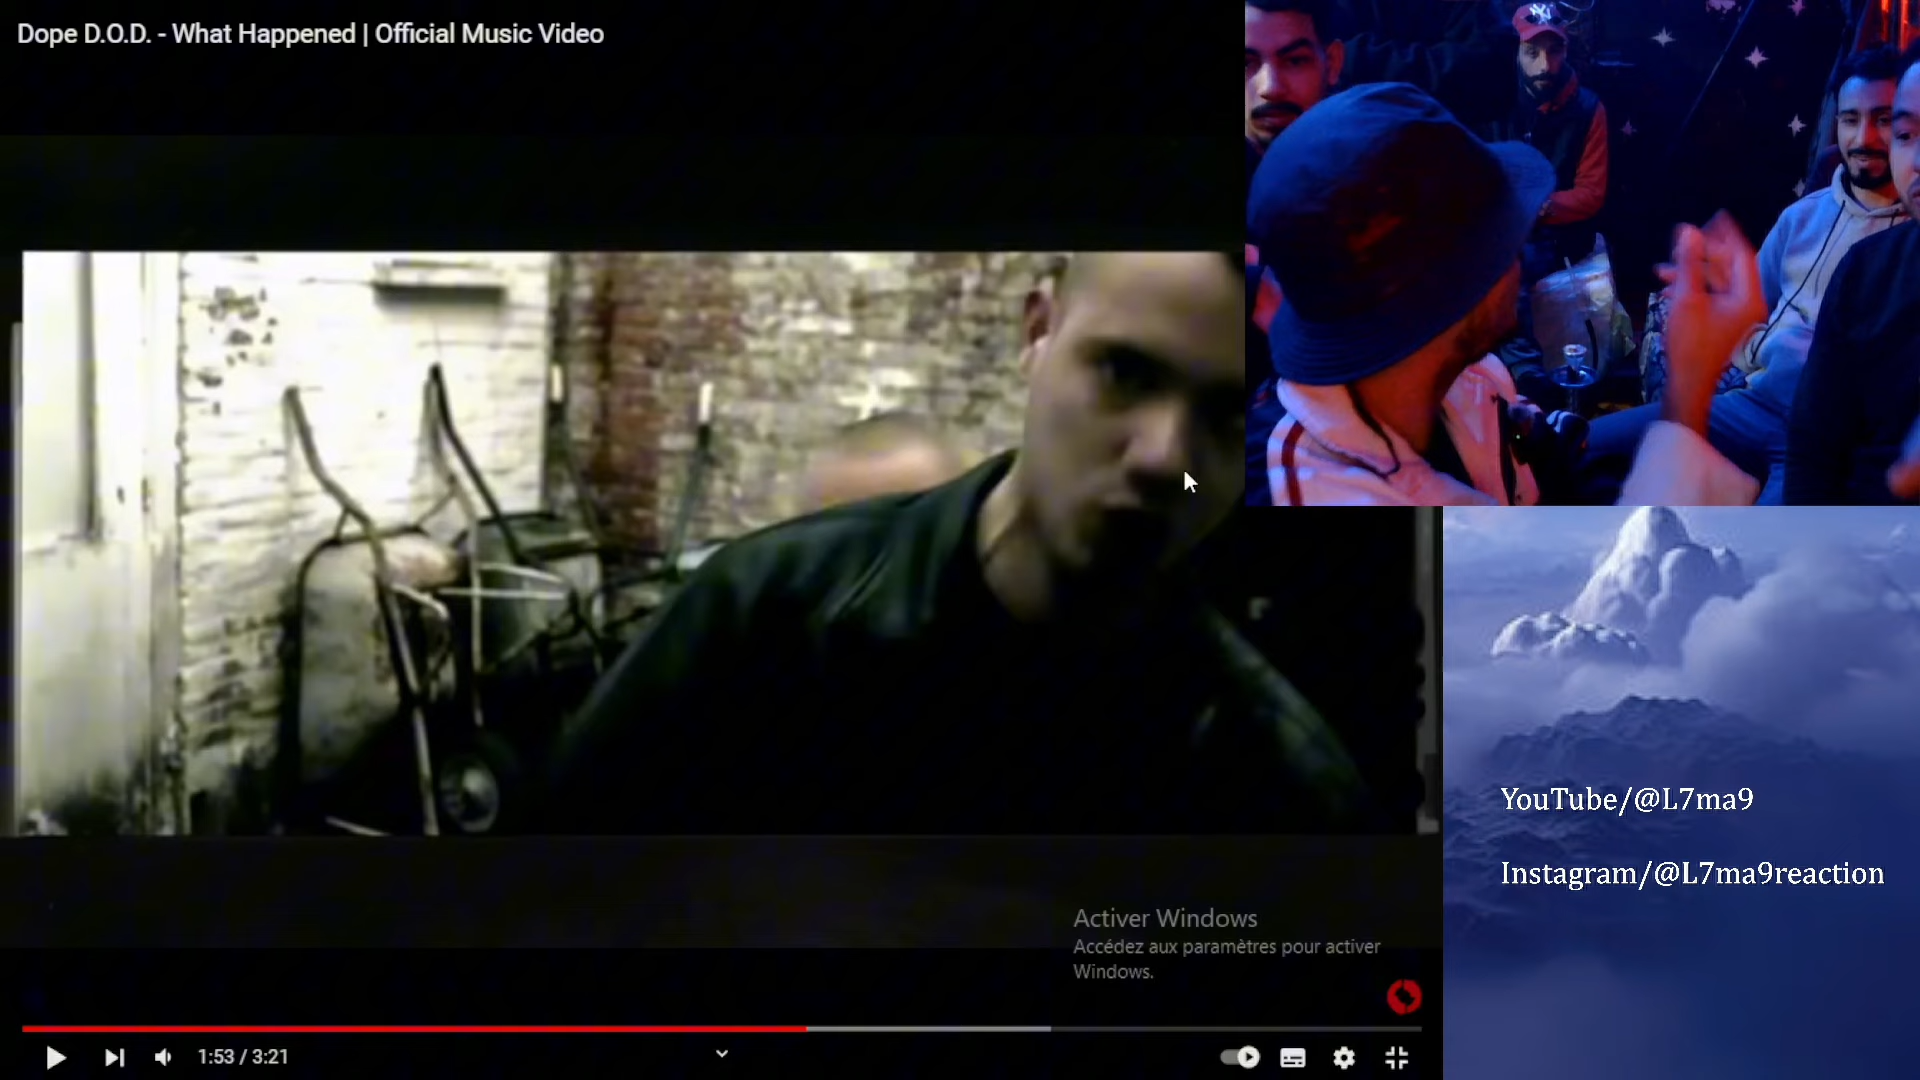 Dope D.O.D. - What Happened | Official Music Video
NY
YouTube/@L7ma9
Instagram/@L7ma9reaction
Activer Windows
Accédez aux paramètres pour activer
Windows.
1:53 / 3:21